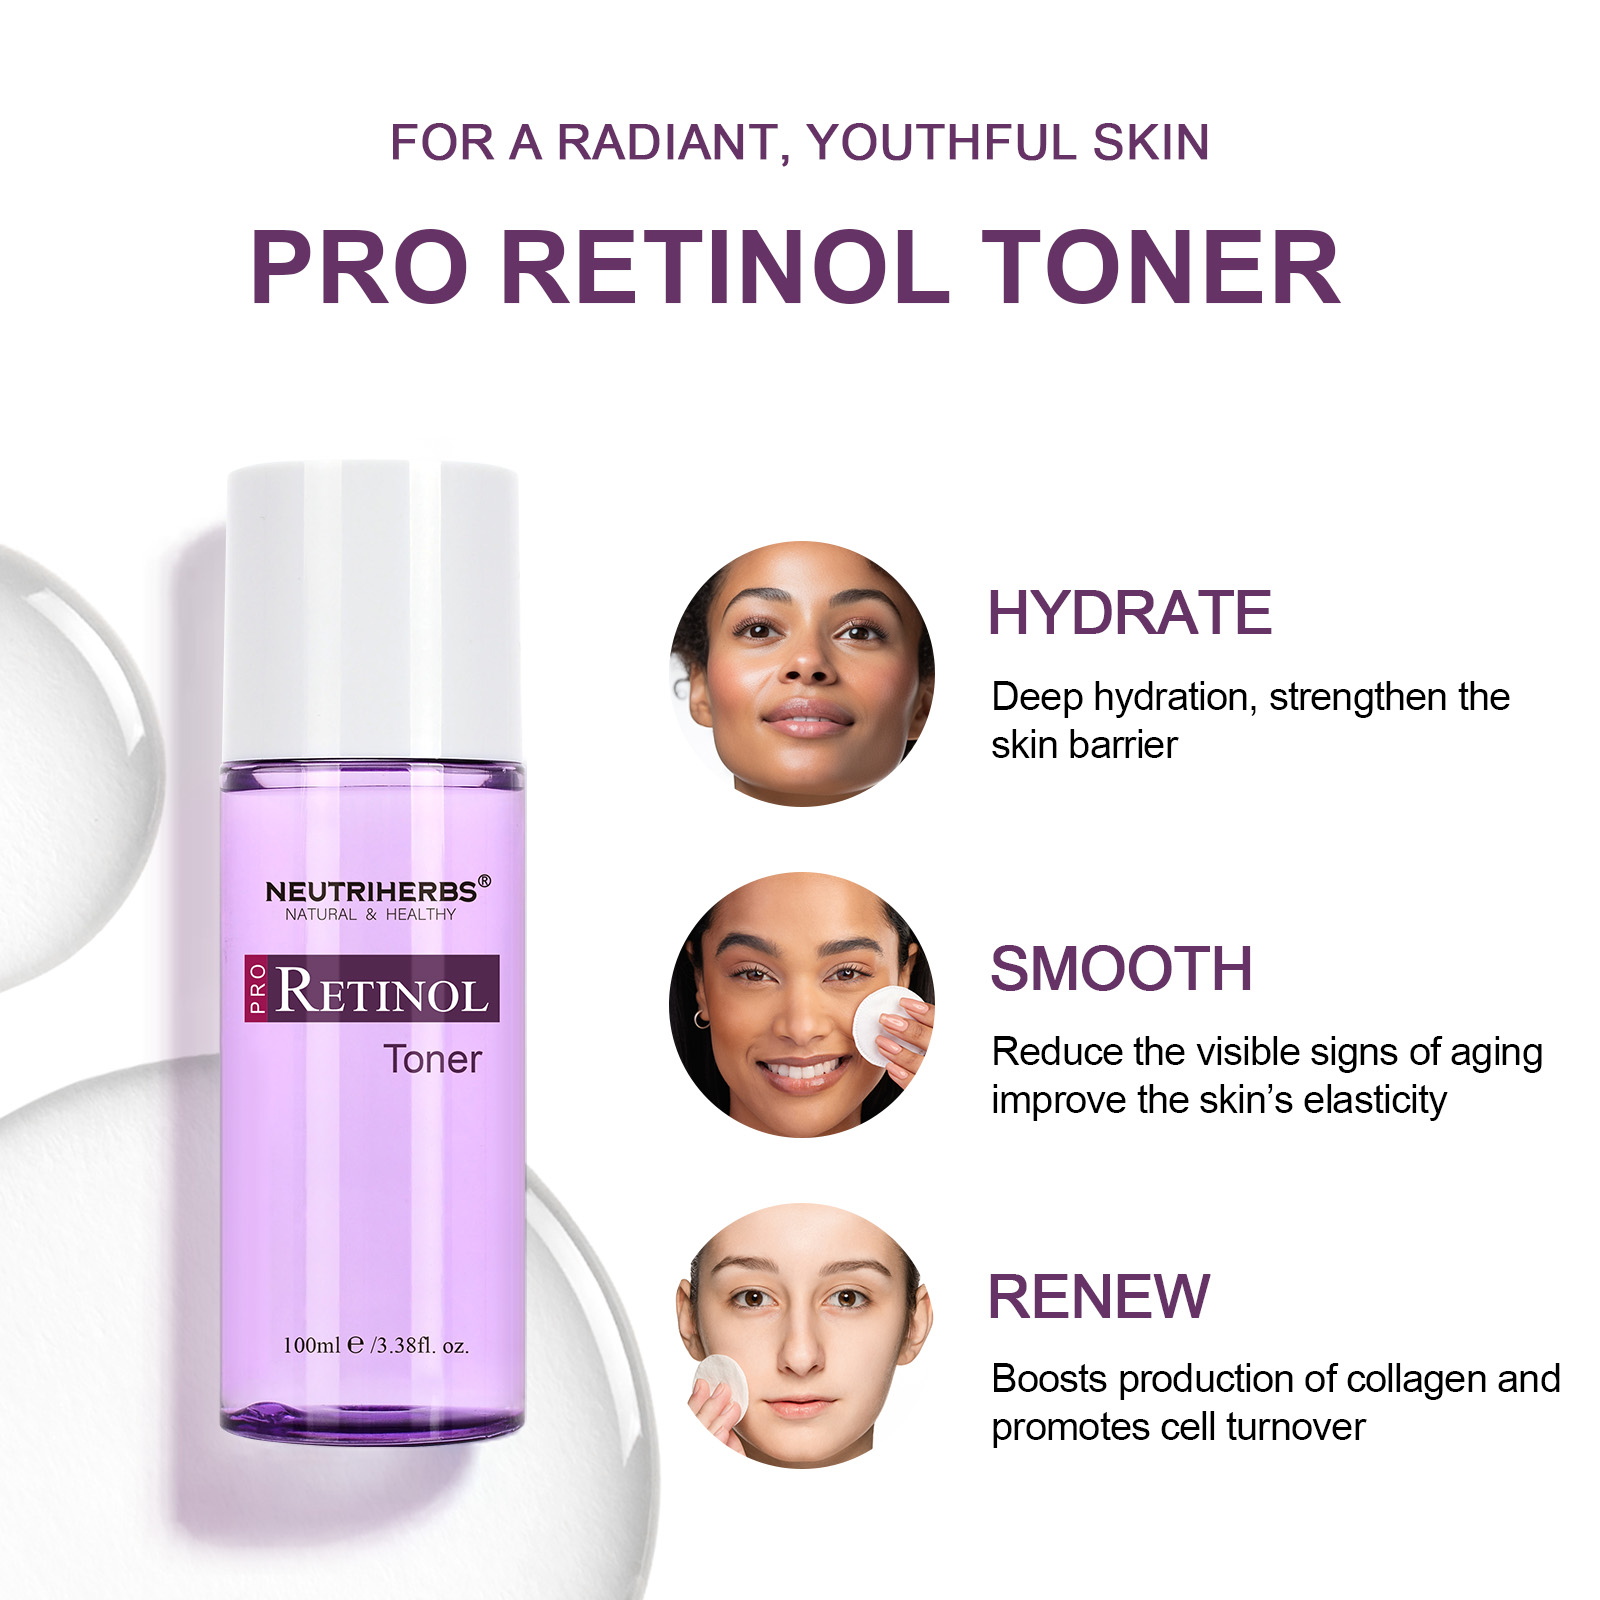 FOR A RADIANT, YOUTHFUL SKIN
PRO RETINOL TONER
NEUTRIHERBS®
NATURAL & HEALTHY
PRO
RETINOL
Toner
100ml ℮ /3.38fl. oz.
HYDRATE
Deep hydration, strengthen the
skin barrier
SMOOTH
Reduce the visible signs of aging
improve the skin’s elasticity
RENEW
Boosts production of collagen and
promotes cell turnover